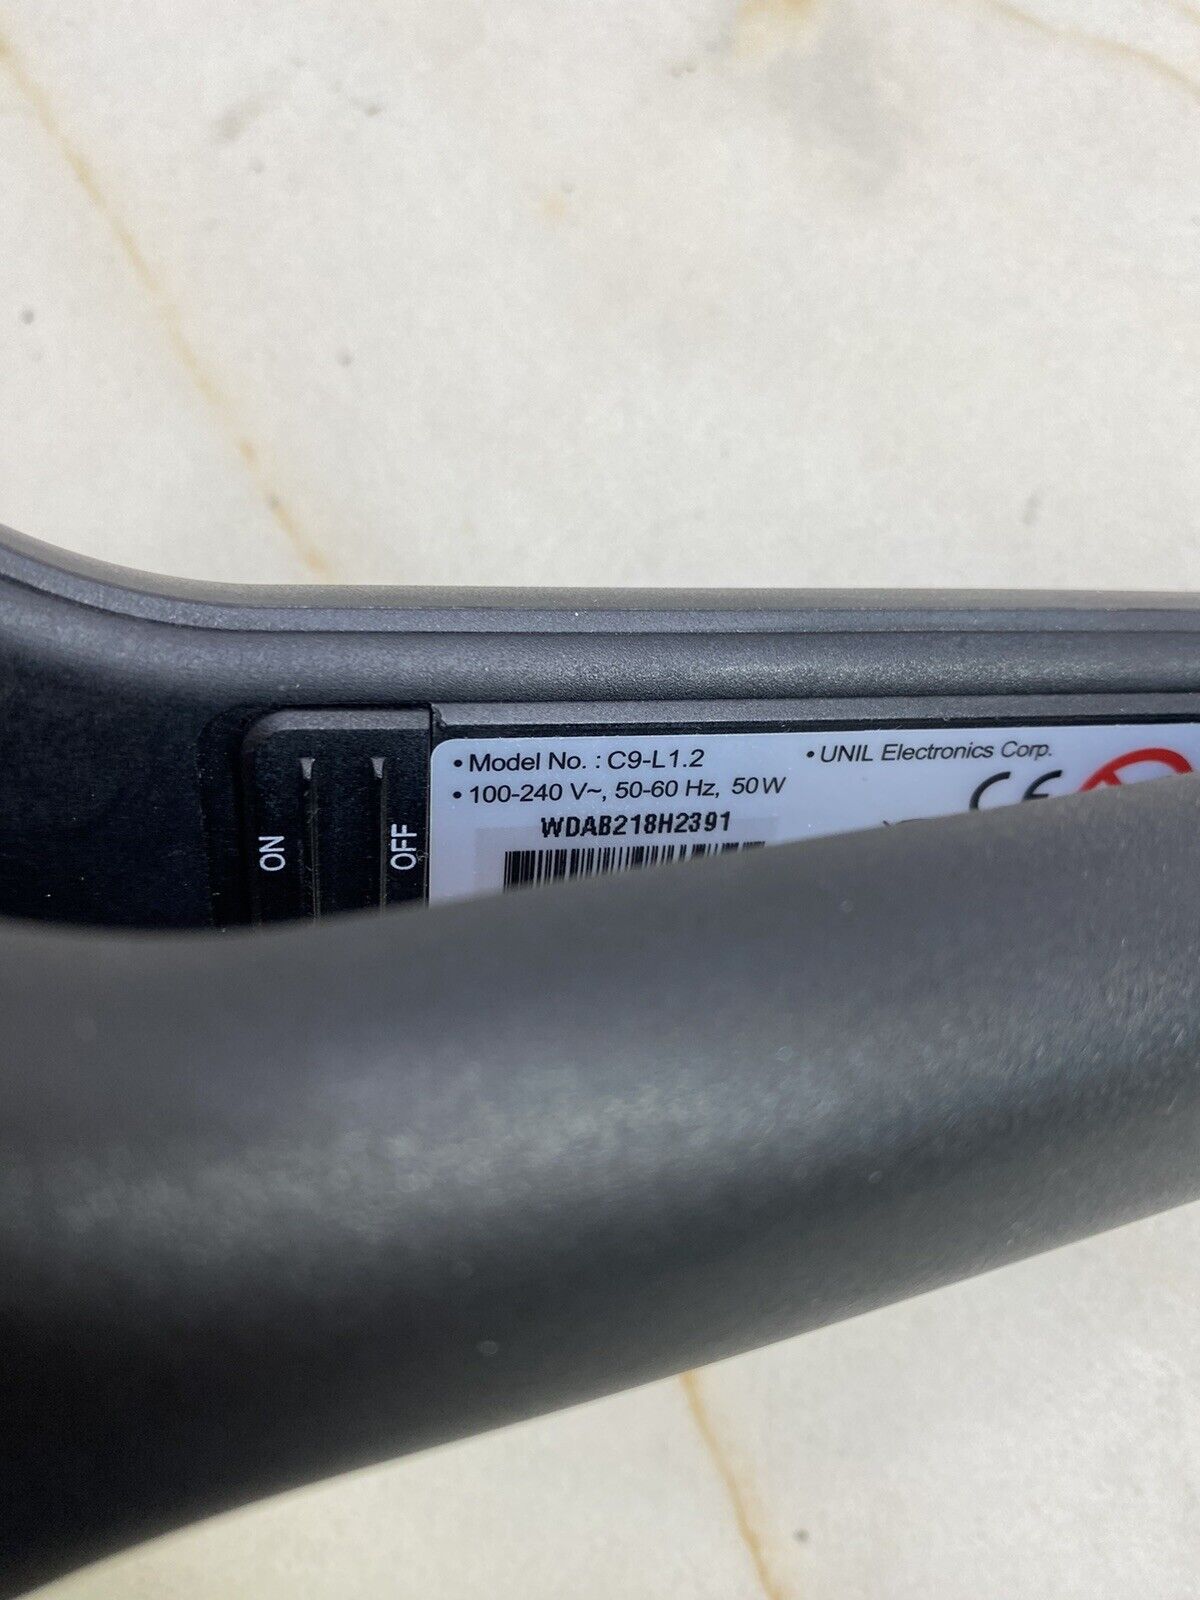 • Model No. : C9-L1.2
• UNIL Electronics Corp.
• 100-240 V~, 50-60 Hz, 50W
CE
WDAB218H2391
ON
OFF